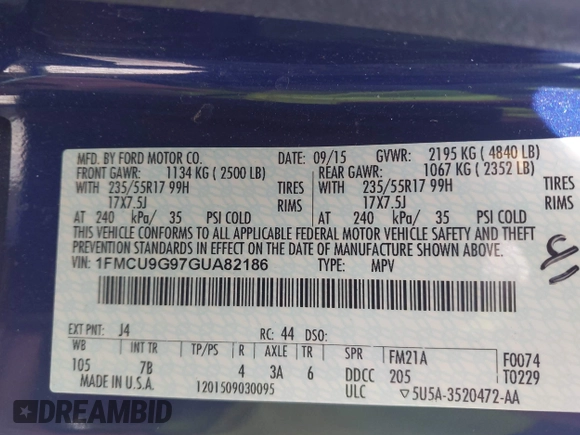 MFD. BY FORD MOTOR CO. DATE: 09/15 GVWR: 2195 KG ( 4840 LB)
FRONT GAWR: 1134 KG ( 2500 LB) REAR GAWR: 1067 KG ( 2352 LB)
WITH 235/55R17 99H TIRES WITH 235/55R17 99H TIRES
17X7.5J RIMS 17X7.5J RIMS
AT 240 kPa/ 35 PSI COLD AT 240 kPa/ 35 PSI COLD
THIS VEHICLE CONFORMS TO ALL APPLICABLE FEDERAL MOTOR VEHICLE SAFETY AND THEFT
PREVENTION STANDARDS IN EFFECT ON THE DATE OF MANUFACTURE SHOWN ABOVE.
VIN: 1FMCU9G97GUA82186 TYPE: MPV
EXT PNT: J4 RC: 44 DSO:
WB INT TR TP/PS R AXLE TR SPR FM21A F0074
105 7B 4 3A 6 DDCC 205 T0229
MADE IN U.S.A. 1201509030095 ULC ▽5U5A-3520472-AA
DREAMBID .COM